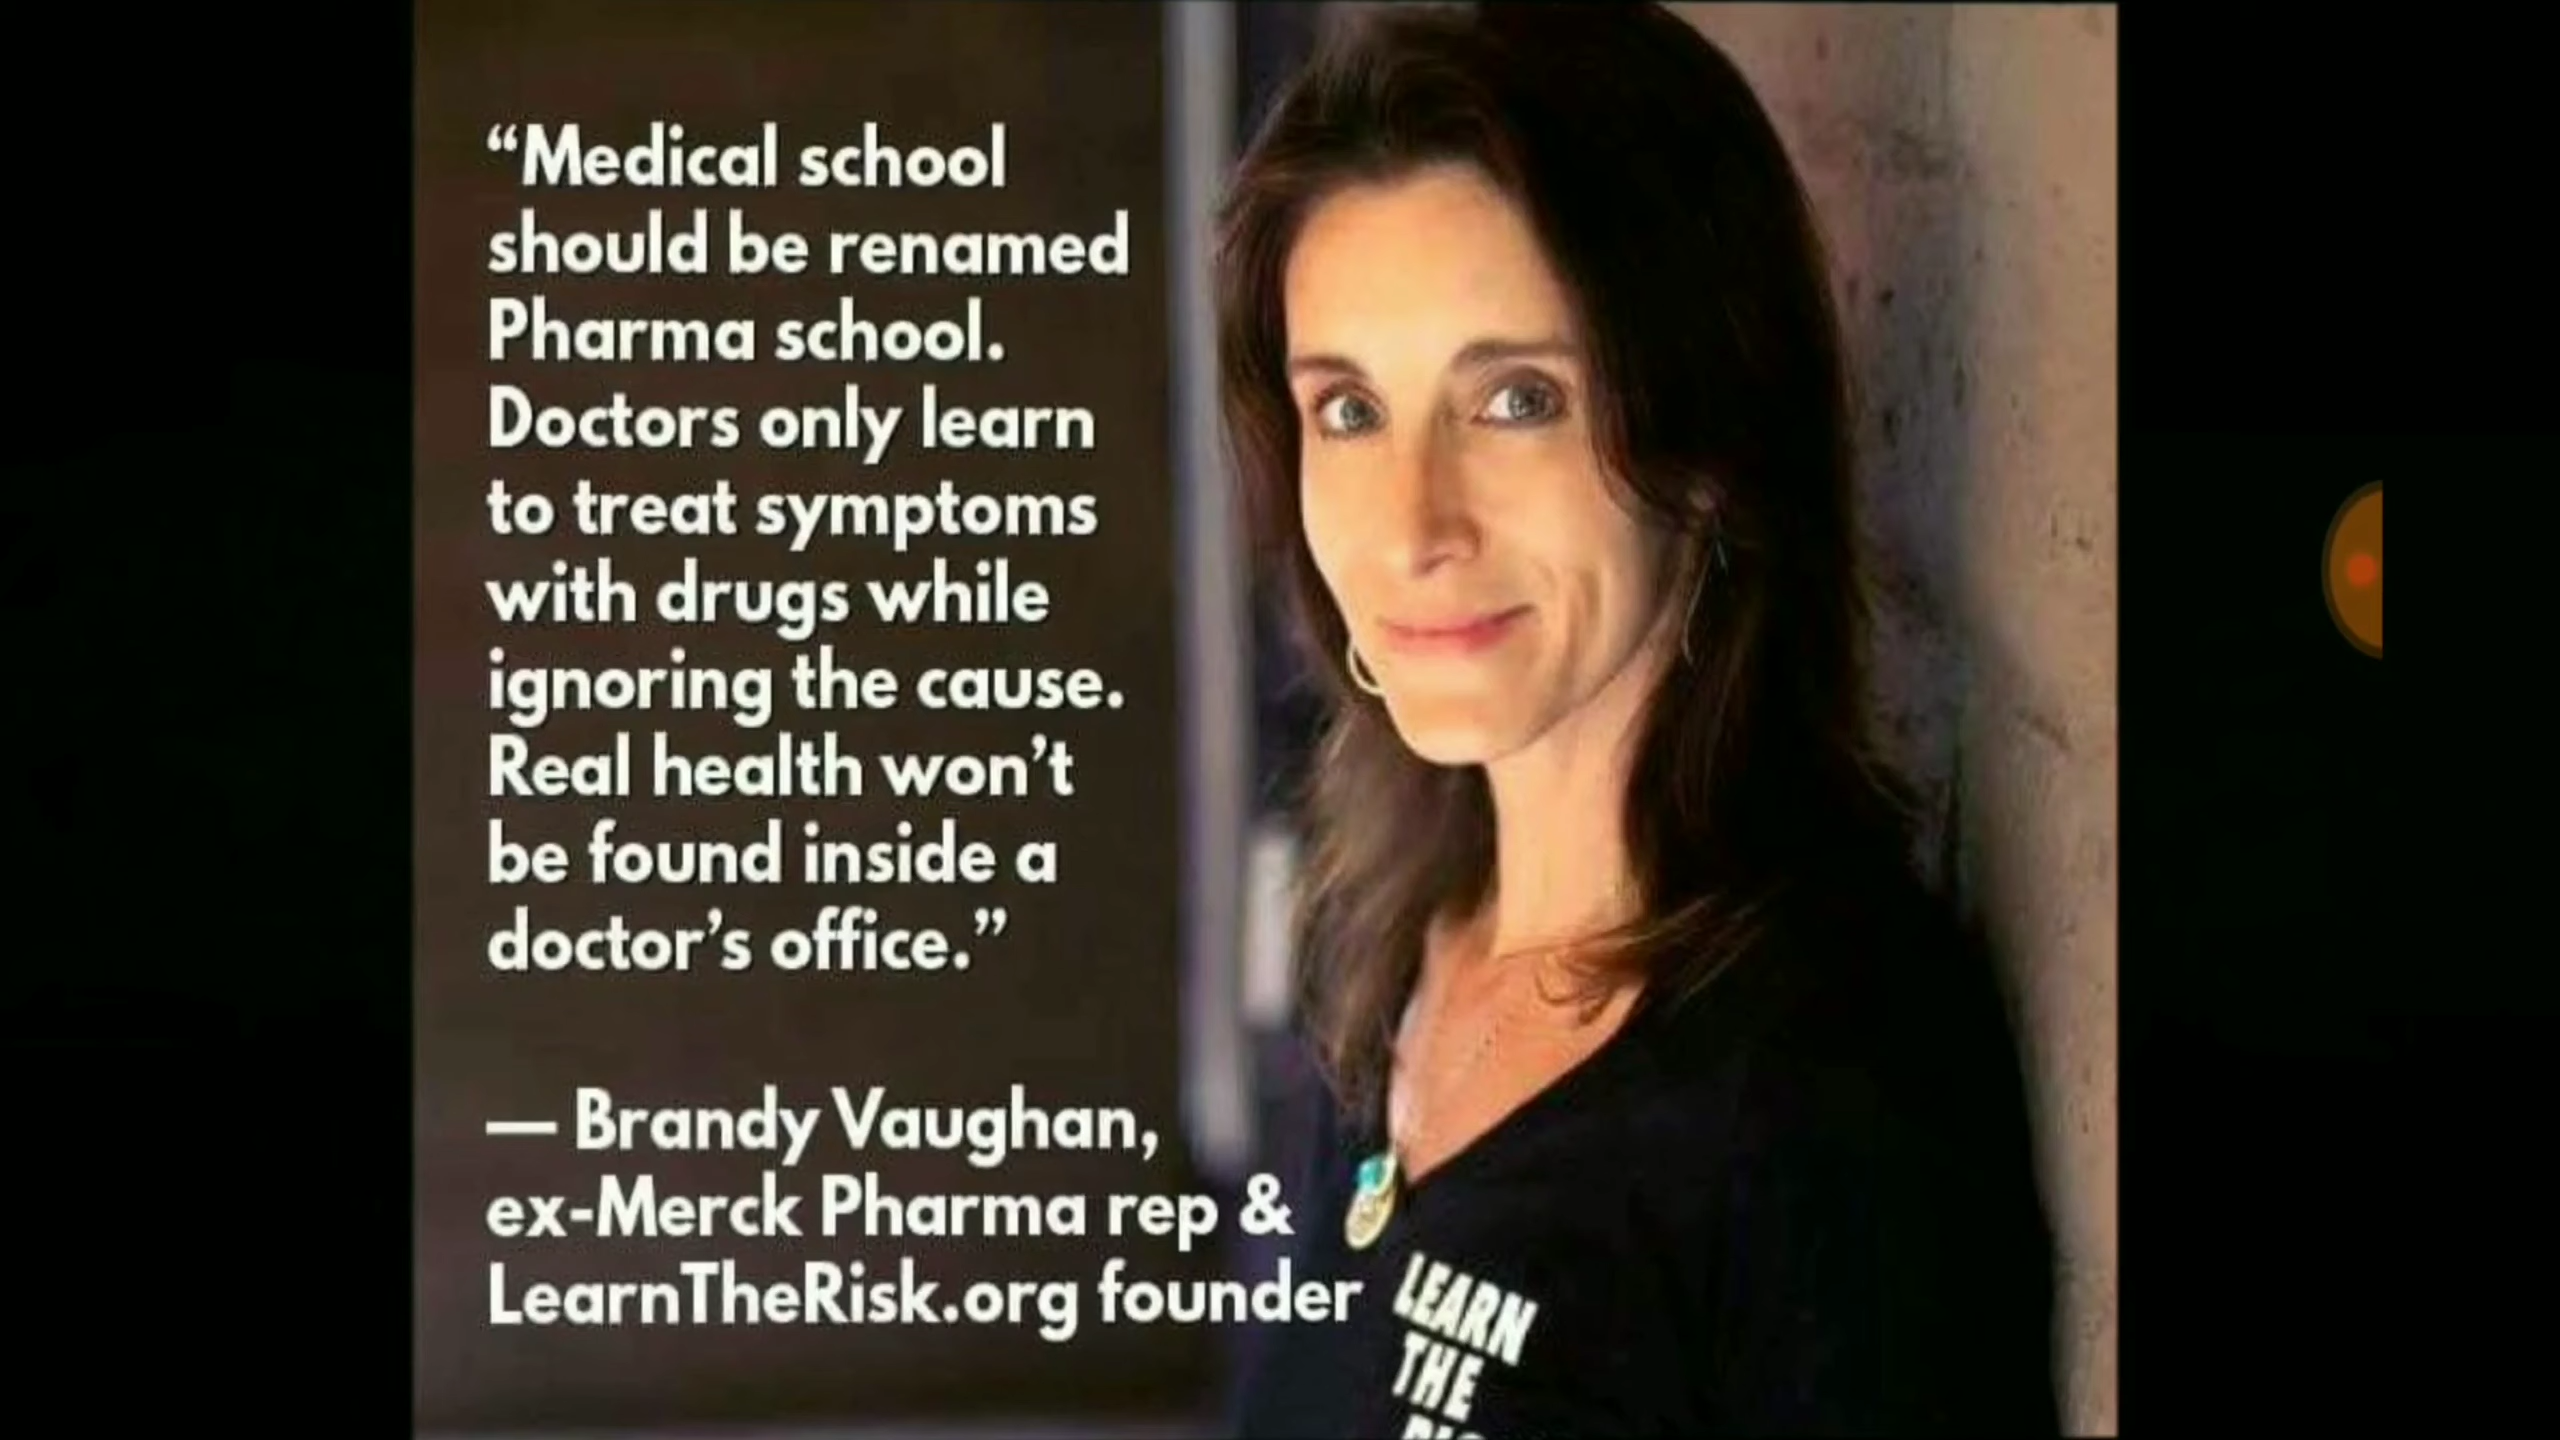 “Medical school
should be renamed
Pharma school.
Doctors only learn
to treat symptoms
with drugs while
ignoring the cause.
Real health won’t
be found inside a
doctor’s office.”
— Brandy Vaughan,
ex-Merck Pharma rep &
LearnTheRisk.org founder
LEARN
THE